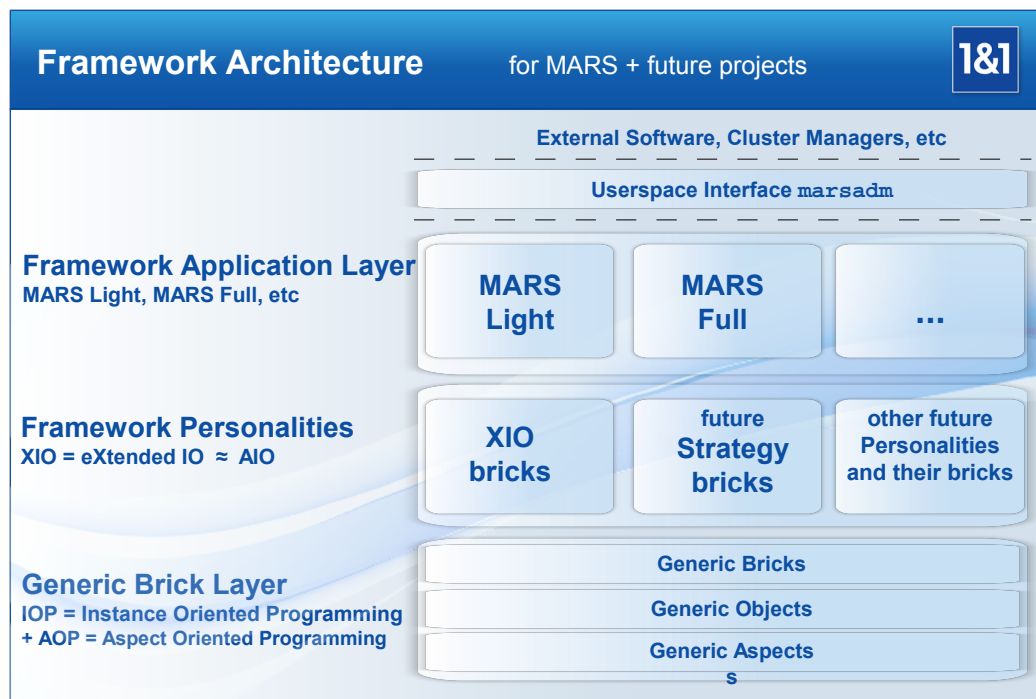 Framework Architecture for MARS + future projects
1&1
External Software, Cluster Managers, etc
Userspace Interface marsadm
Framework Application Layer
MARS Light, MARS Full, etc
MARS
Light
MARS
Full
...
Framework Personalities
XIO = eXtended IO ≈ AIO
XIO
bricks
future
Strategy
bricks
other future
Personalities
and their bricks
Generic Brick Layer
IOP = Instance Oriented Programming
+ AOP = Aspect Oriented Programming
Generic Bricks
Generic Objects
Generic Aspects
s